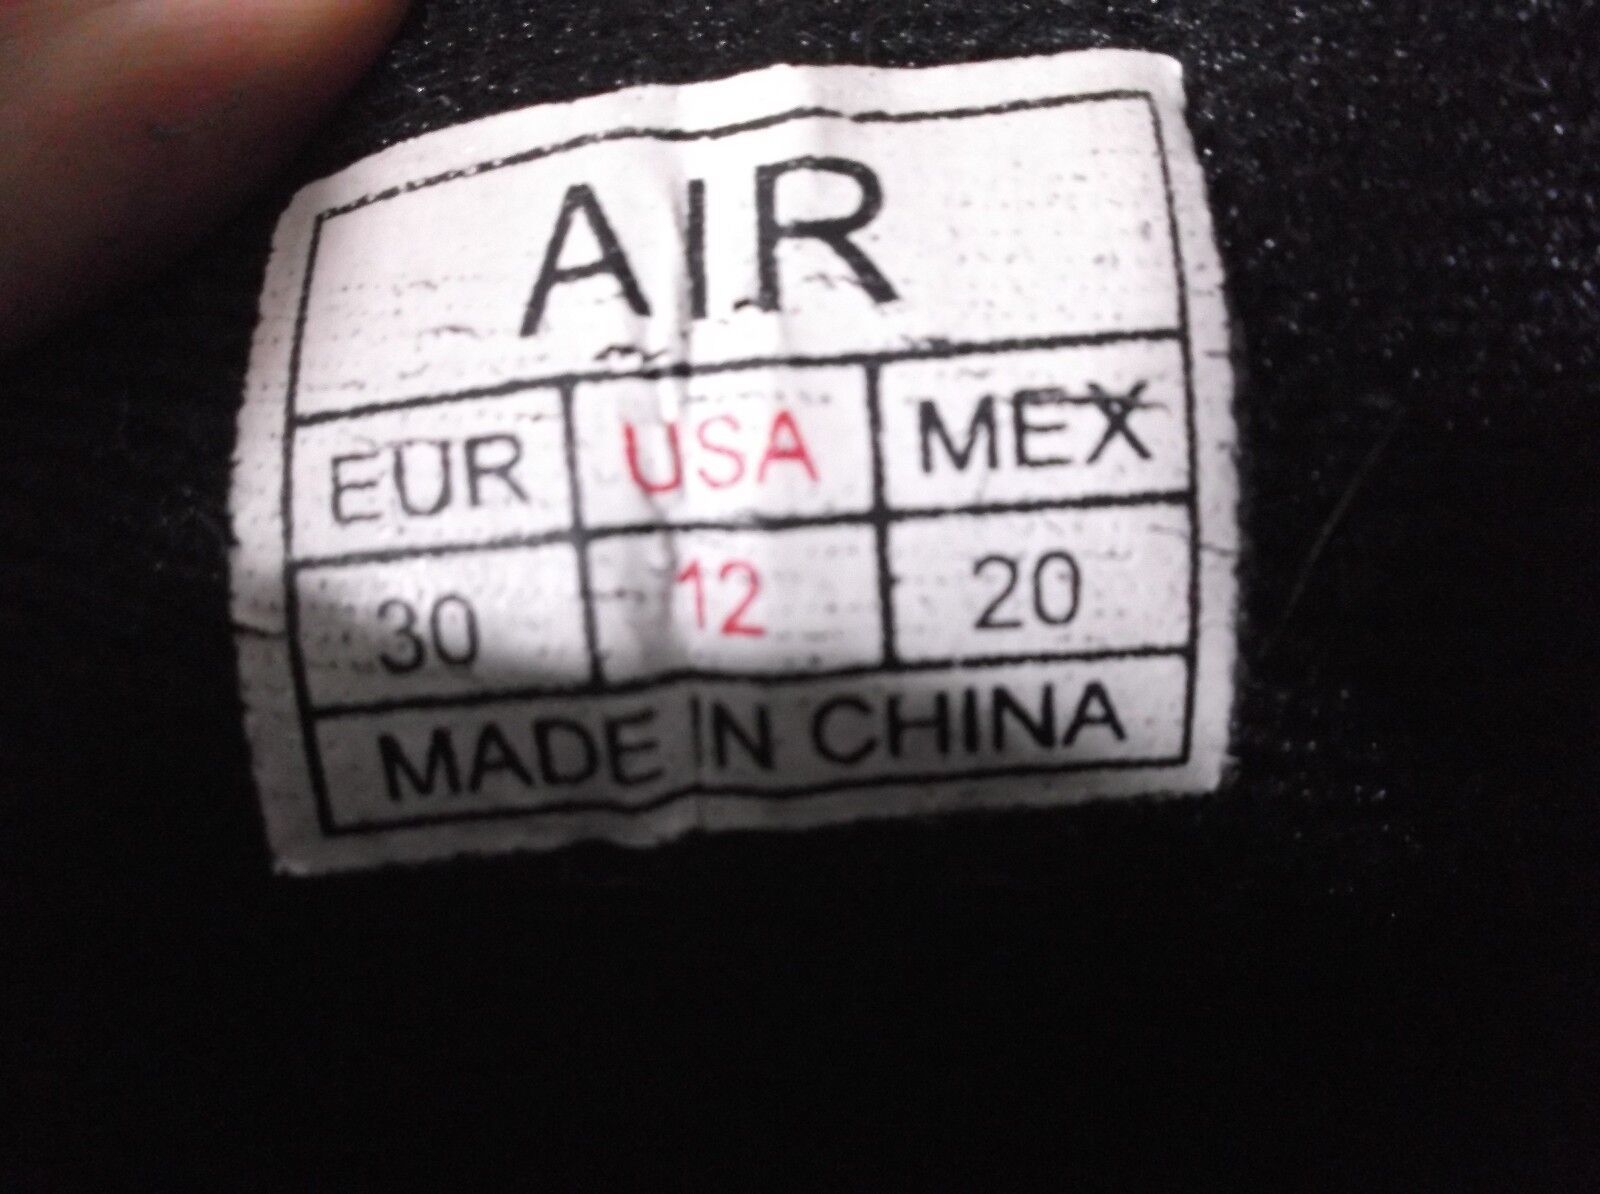 AIR
EUR USA MEX
30 12 20
MADE IN CHINA